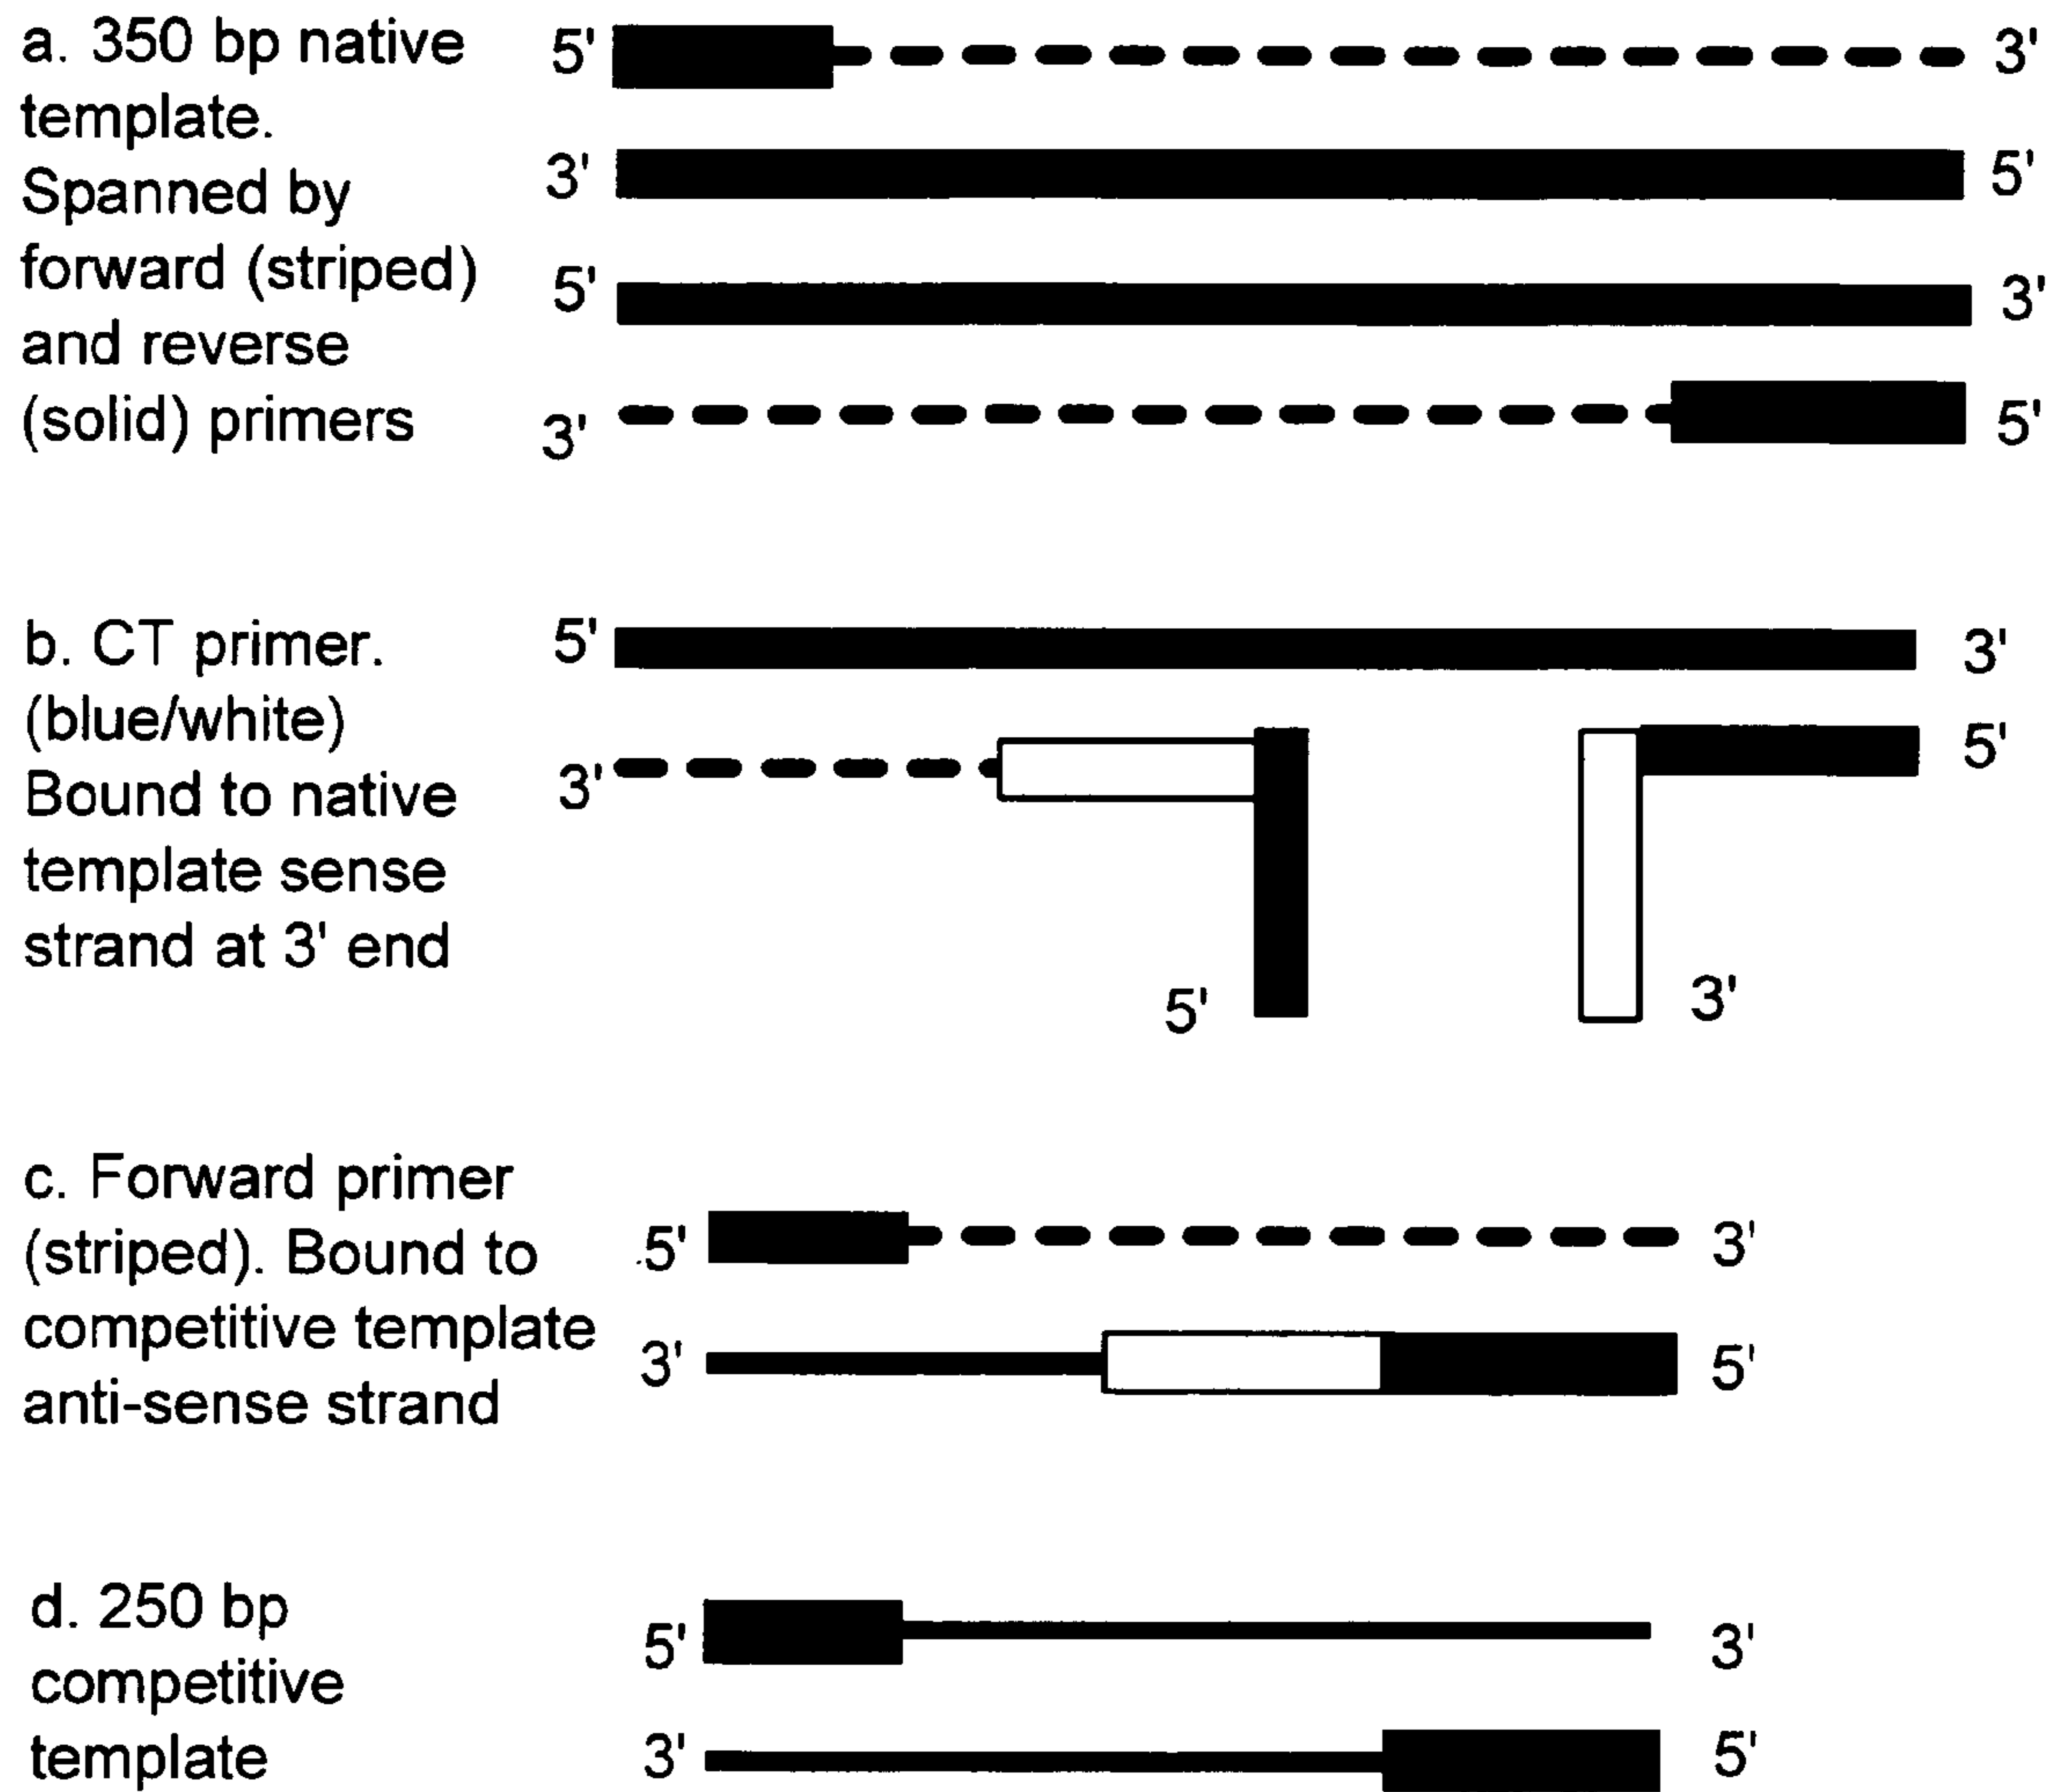 a. 350 bp native
template.
Spanned by
forward (striped)
and reverse
(solid) primers
5' 3'
3' 5'
5' 3'
3' 5'
b. CT primer.
(blue/white)
Bound to native
template sense
strand at 3' end
5' 3'
3' 5'
5' 3'
c. Forward primer
(striped). Bound to
competitive template
anti-sense strand
5' 3'
3' 5'
d. 250 bp
competitive
template
5' 3'
3' 5'